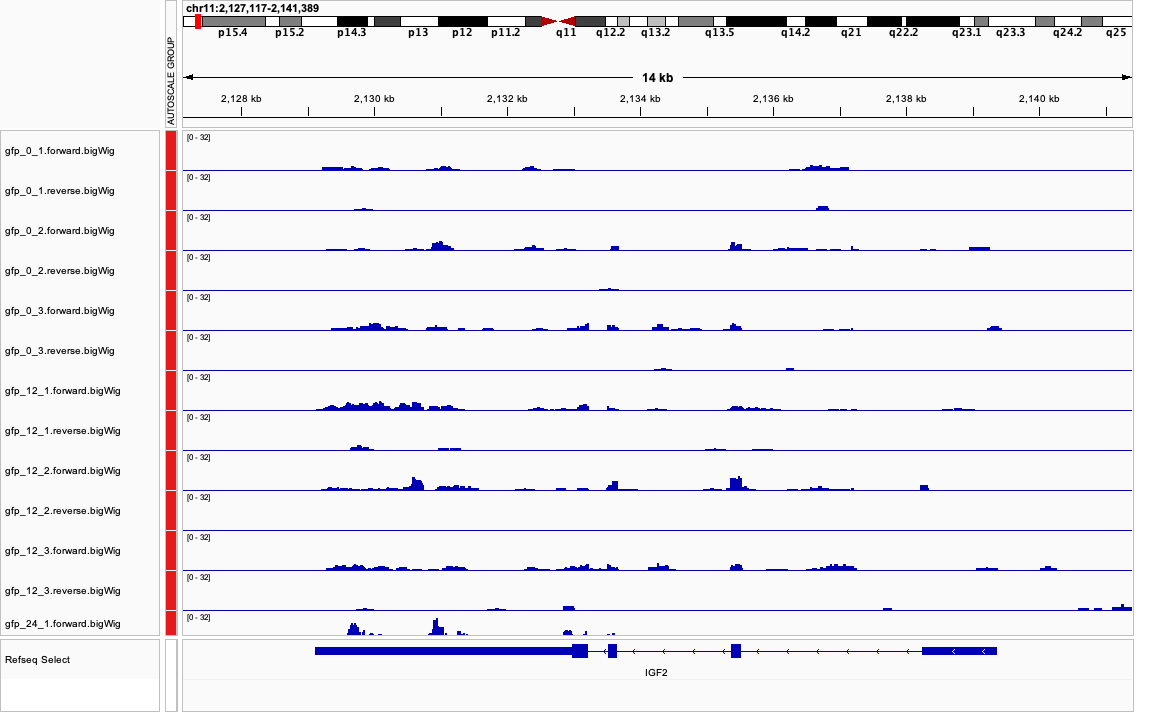 chr11:2,127,117-2,141,389
p15.4 p15.2 p14.3 p13 p12 p11.2 q11 q12.2 q13.2 q13.5 q14.2 q21 q22.2 q23.1 q23.3 q24.2 q25
AUTOSCALE GROUP
14 kb
2,128 kb 2,130 kb 2,132 kb 2,134 kb 2,136 kb 2,138 kb 2,140 kb
[0 - 32]
gfp_0_1.forward.bigWig
[0 - 32]
gfp_0_1.reverse.bigWig
[0 - 32]
gfp_0_2.forward.bigWig
[0 - 32]
gfp_0_2.reverse.bigWig
[0 - 32]
gfp_0_3.forward.bigWig
[0 - 32]
gfp_0_3.reverse.bigWig
[0 - 32]
gfp_12_1.forward.bigWig
[0 - 32]
gfp_12_1.reverse.bigWig
[0 - 32]
gfp_12_2.forward.bigWig
[0 - 32]
gfp_12_2.reverse.bigWig
[0 - 32]
gfp_12_3.forward.bigWig
[0 - 32]
gfp_12_3.reverse.bigWig
[0 - 32]
gfp_24_1.forward.bigWig
Refseq Select
IGF2